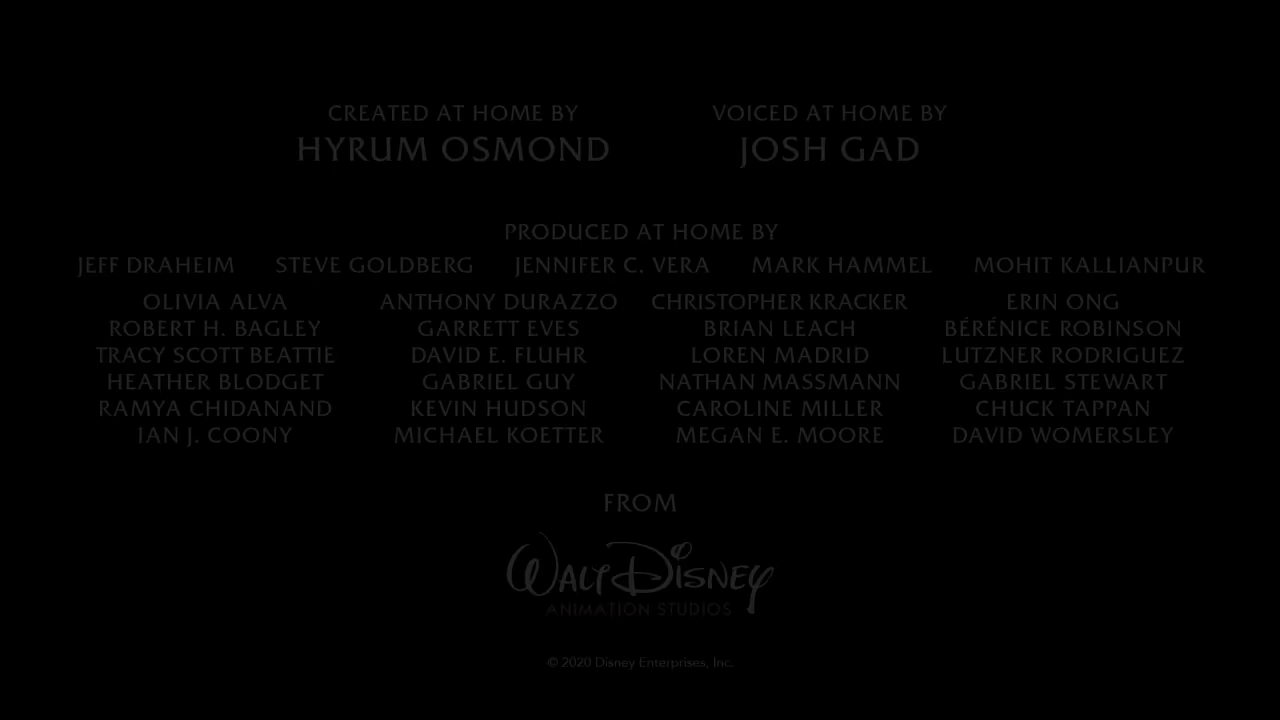 CREATED AT HOME BY
HYRUM OSMOND
VOICED AT HOME BY
JOSH GAD
PRODUCED AT HOME BY
JEFF DRAHEIM STEVE GOLDBERG JENNIFER C. VERA MARK HAMMEL MOHIT KALLIANPUR
OLIVIA ALVA ANTHONY DURAZZO CHRISTOPHER KRACKER ERIN ONG
ROBERT H. BAGLEY GARRETT EVES BRIAN LEACH BÉRÉNICE ROBINSON
TRACY SCOTT BEATTIE DAVID E. FLUHR LOREN MADRID LUTZNER RODRIGUEZ
HEATHER BLODGET GABRIEL GUY NATHAN MASSMANN GABRIEL STEWART
RAMYA CHIDANAND KEVIN HUDSON CAROLINE MILLER CHUCK TAPPAN
IAN J. COONY MICHAEL KOETTER MEGAN E. MOORE DAVID WOMERSLEY
FROM
WALT DISNEY
ANIMATION STUDIOS
© 2020 Disney Enterprises, Inc.